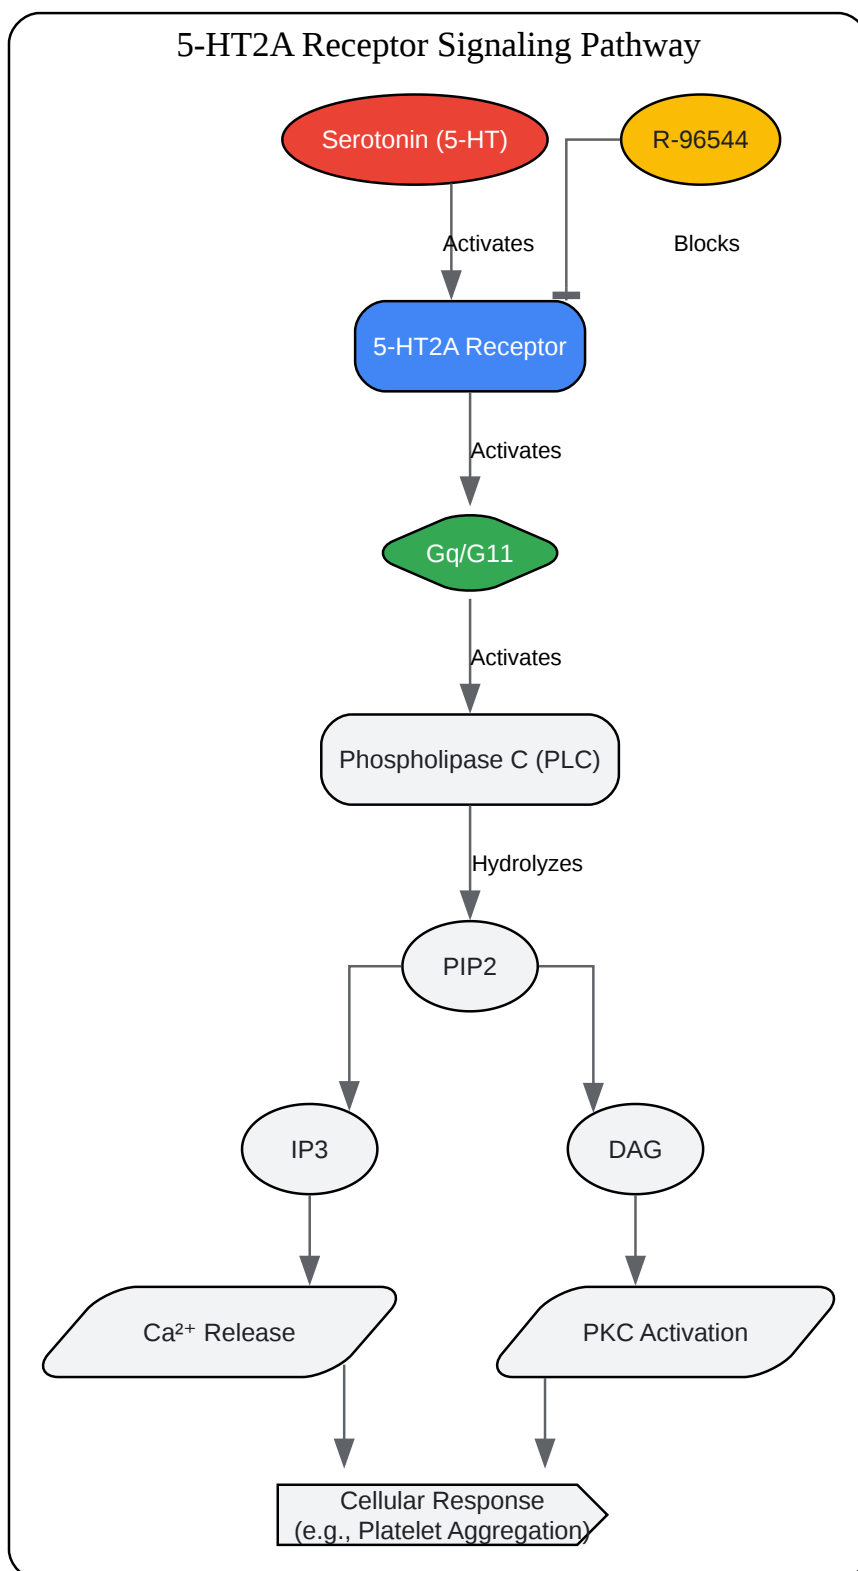 5-HT2A Receptor Signaling Pathway
Serotonin (5-HT)
R-96544
Activates
Blocks
5-HT2A Receptor
Activates
Gq/G11
Activates
Phospholipase C (PLC)
Hydrolyzes
PIP2
IP3
DAG
Ca²⁺ Release
PKC Activation
Cellular Response
(e.g., Platelet Aggregation)